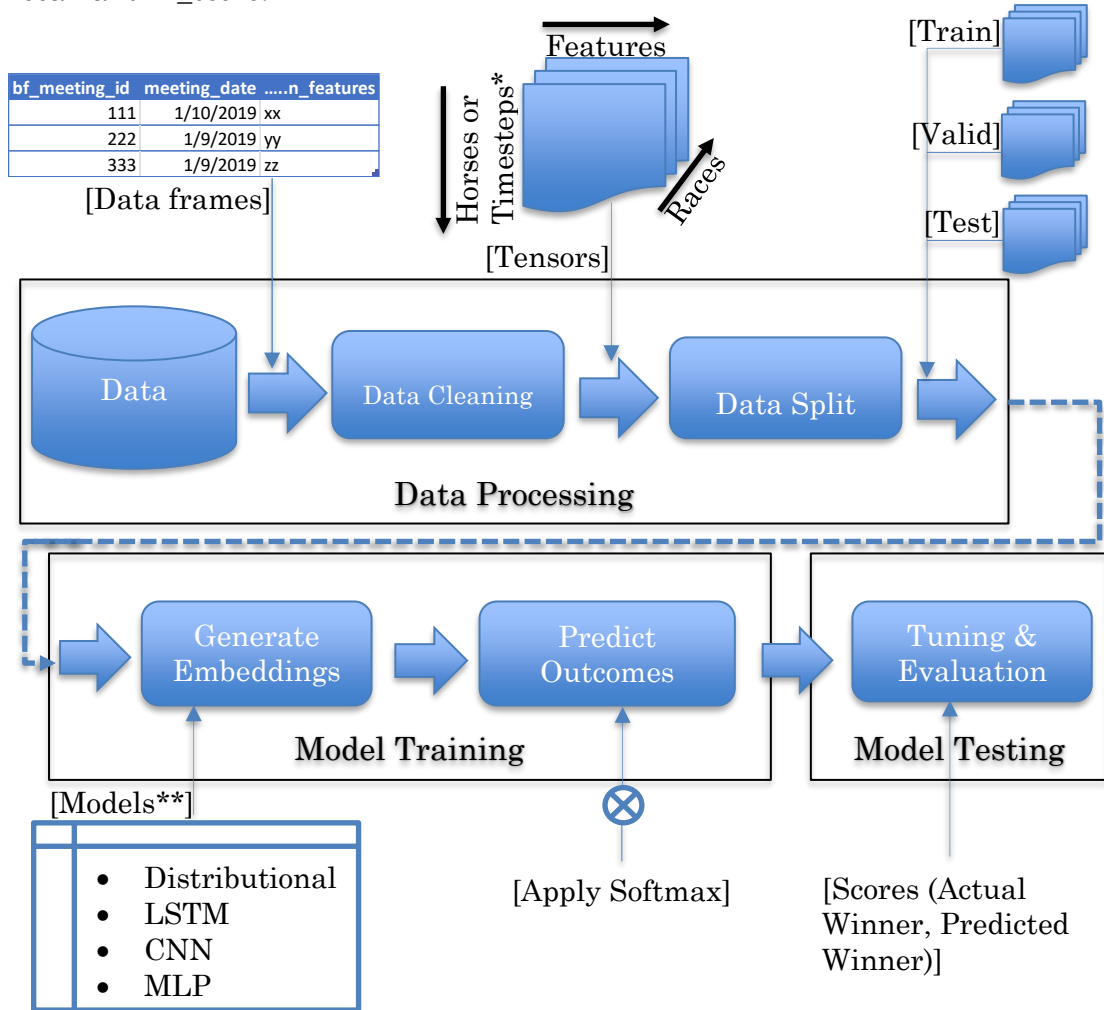 Features
[Train]
bf_meeting_id meeting_date .....n_features
111 1/10/2019 xx
222 1/9/2019 yy
333 1/9/2019 zz
Horses or
Timesteps*
[Valid]
Races
[Data frames]
[Test]
[Tensors]
Data
Data Cleaning
Data Split
Data Processing
Generate
Embeddings
Predict
Outcomes
Tuning &
Evaluation
Model Training
Model Testing
[Models**]
• Distributional
• LSTM
• CNN
• MLP
[Apply Softmax]
[Scores (Actual
Winner, Predicted
Winner)]